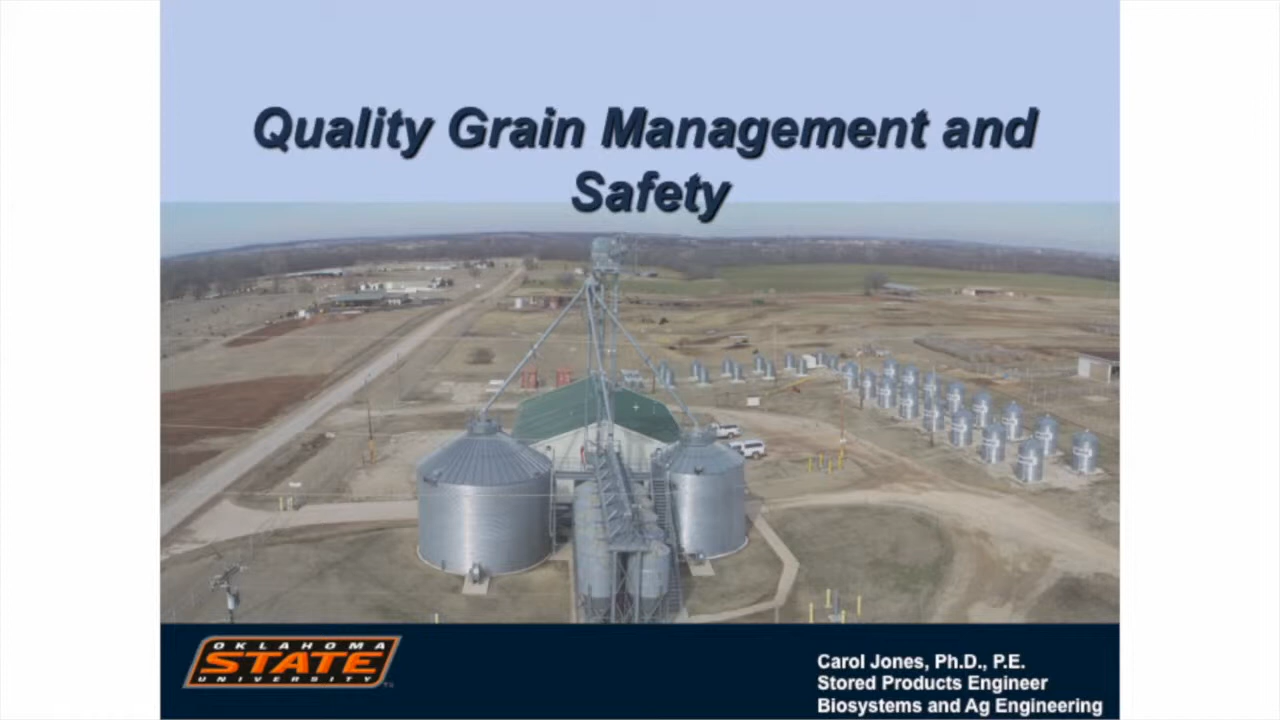 Quality Grain Management and
Safety
OKLAHOMA
STATE
UNIVERSITY
Carol Jones, Ph.D., P.E.
Stored Products Engineer
Biosystems and Ag Engineering